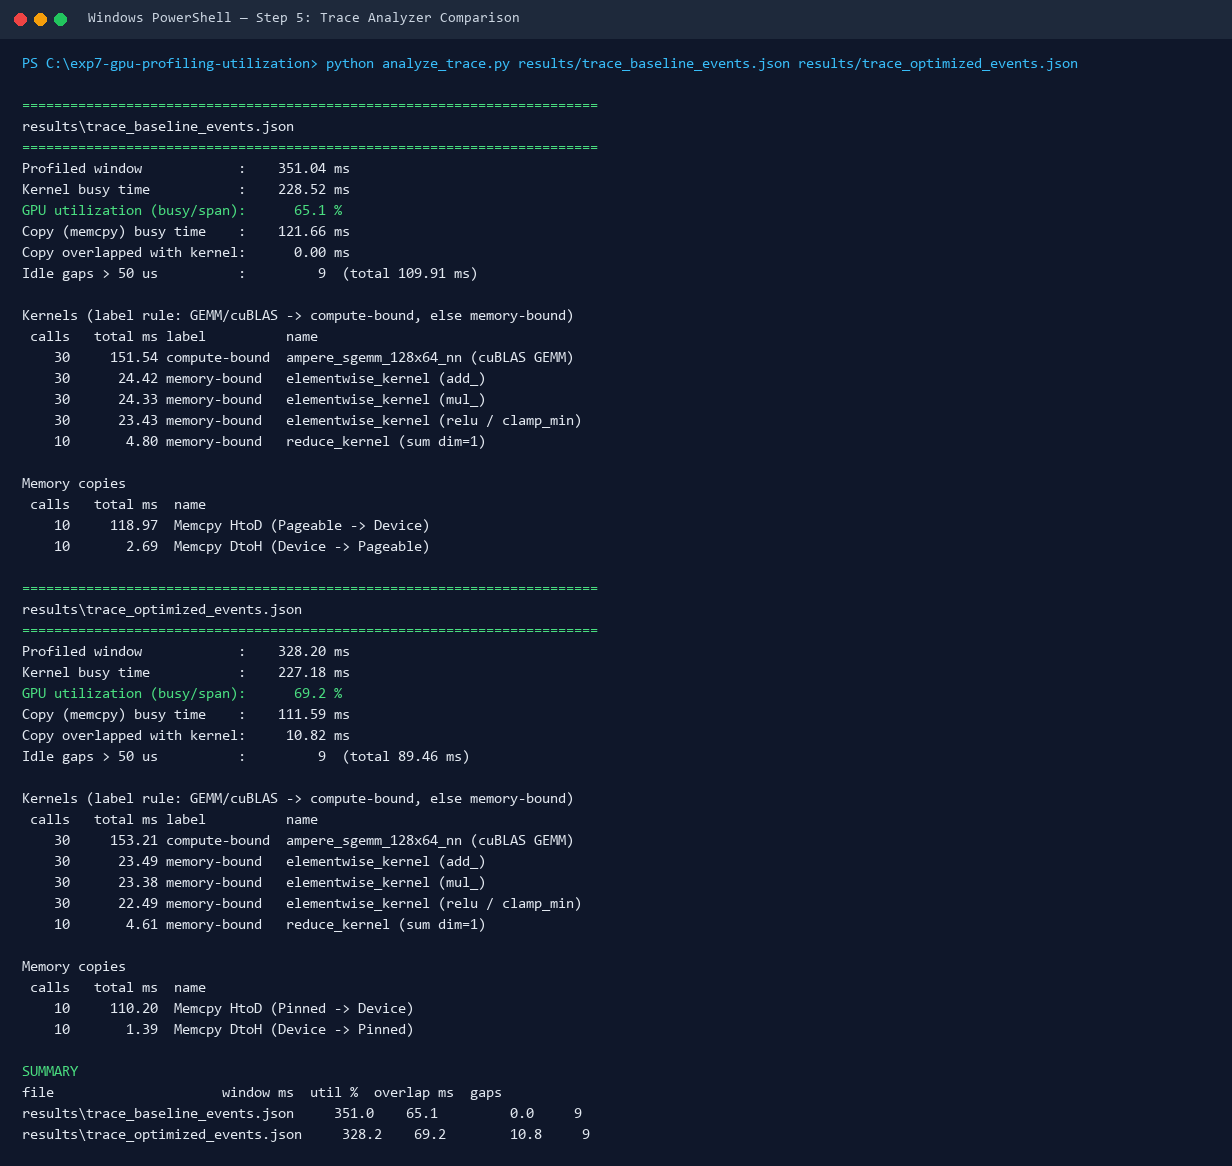 Windows PowerShell — Step 5: Trace Analyzer Comparison
PS C:\exp7-gpu-profiling-utilization> python analyze_trace.py results/trace_baseline_events.json results/trace_optimized_events.json
========================================================================
results\trace_baseline_events.json
========================================================================
Profiled window            :    351.04 ms
Kernel busy time           :    228.52 ms
GPU utilization (busy/span):      65.1 %
Copy (memcpy) busy time    :    121.66 ms
Copy overlapped with kernel:      0.00 ms
Idle gaps > 50 us          :         9  (total 109.91 ms)
Kernels (label rule: GEMM/cuBLAS -> compute-bound, else memory-bound)
 calls   total ms label          name
    30     151.54 compute-bound  ampere_sgemm_128x64_nn (cuBLAS GEMM)
    30      24.42 memory-bound   elementwise_kernel (add_)
    30      24.33 memory-bound   elementwise_kernel (mul_)
    30      23.43 memory-bound   elementwise_kernel (relu / clamp_min)
    10       4.80 memory-bound   reduce_kernel (sum dim=1)
Memory copies
 calls   total ms  name
    10     118.97  Memcpy HtoD (Pageable -> Device)
    10       2.69  Memcpy DtoH (Device -> Pageable)
========================================================================
results\trace_optimized_events.json
========================================================================
Profiled window            :    328.20 ms
Kernel busy time           :    227.18 ms
GPU utilization (busy/span):      69.2 %
Copy (memcpy) busy time    :    111.59 ms
Copy overlapped with kernel:     10.82 ms
Idle gaps > 50 us          :         9  (total 89.46 ms)
Kernels (label rule: GEMM/cuBLAS -> compute-bound, else memory-bound)
 calls   total ms label          name
    30     153.21 compute-bound  ampere_sgemm_128x64_nn (cuBLAS GEMM)
    30      23.49 memory-bound   elementwise_kernel (add_)
    30      23.38 memory-bound   elementwise_kernel (mul_)
    30      22.49 memory-bound   elementwise_kernel (relu / clamp_min)
    10       4.61 memory-bound   reduce_kernel (sum dim=1)
Memory copies
 calls   total ms  name
    10     110.20  Memcpy HtoD (Pinned -> Device)
    10       1.39  Memcpy DtoH (Device -> Pinned)
SUMMARY
file                     window ms  util %  overlap ms  gaps
results\trace_baseline_events.json     351.0    65.1         0.0     9
results\trace_optimized_events.json     328.2    69.2        10.8     9